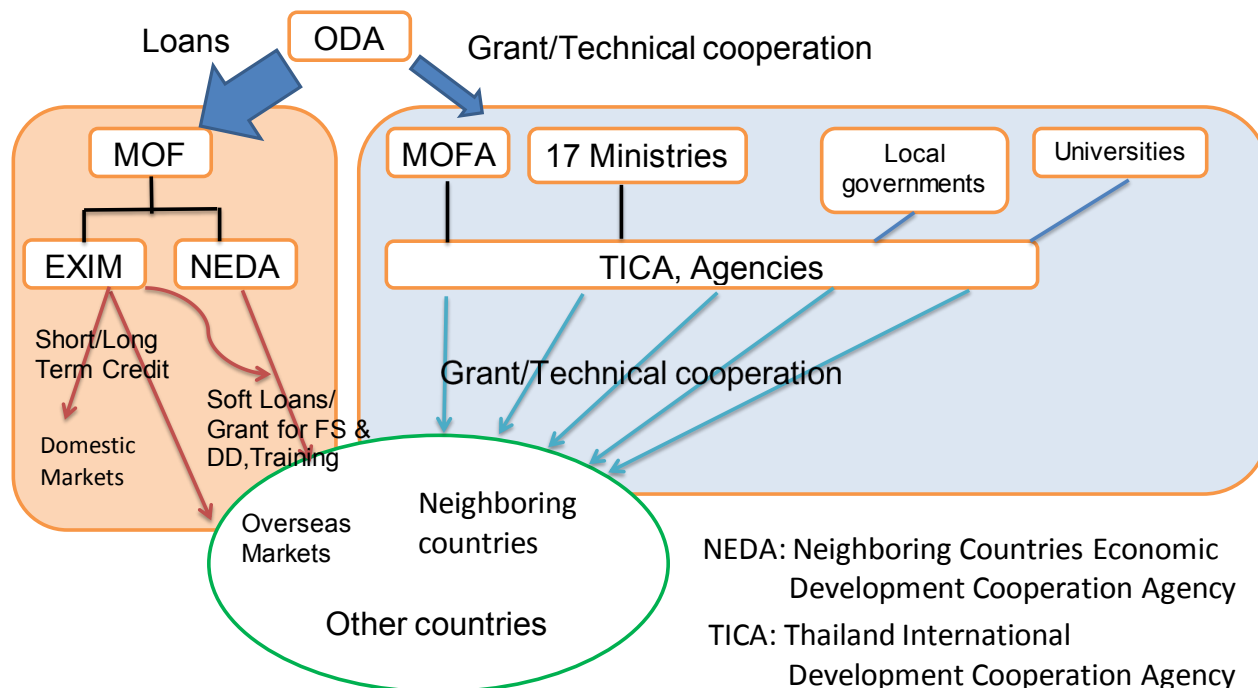 Loans
ODA
Grant/Technical cooperation
MOF
MOFA
17 Ministries
Local
governments
Universities
EXIM
NEDA
TICA, Agencies
Short/Long
Term Credit
Grant/Technical cooperation
Soft Loans/
Grant for FS &
DD,Training
Domestic
Markets
Overseas
Markets
Neighboring
countries
Other countries
NEDA: Neighboring Countries Economic
Development Cooperation Agency
TICA: Thailand International
Development Cooperation Agency